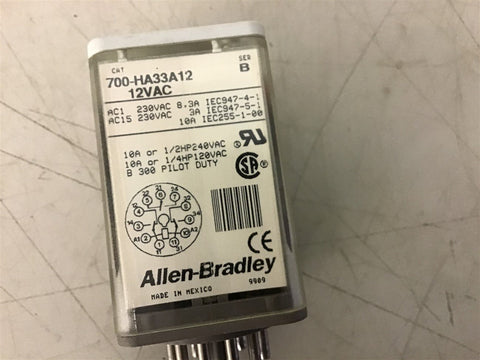 CAT SER
700-HA33A12 B
12VAC
AC1 230VAC 8.3A IEC947-4-1
AC15 230VAC 3A IEC947-5-1
10A IEC255-1-00
10A or 1/2HP240VAC
10A or 1/4HP120VAC
B 300 PILOT DUTY
CE
Allen-Bradley
MADE IN MEXICO 9909